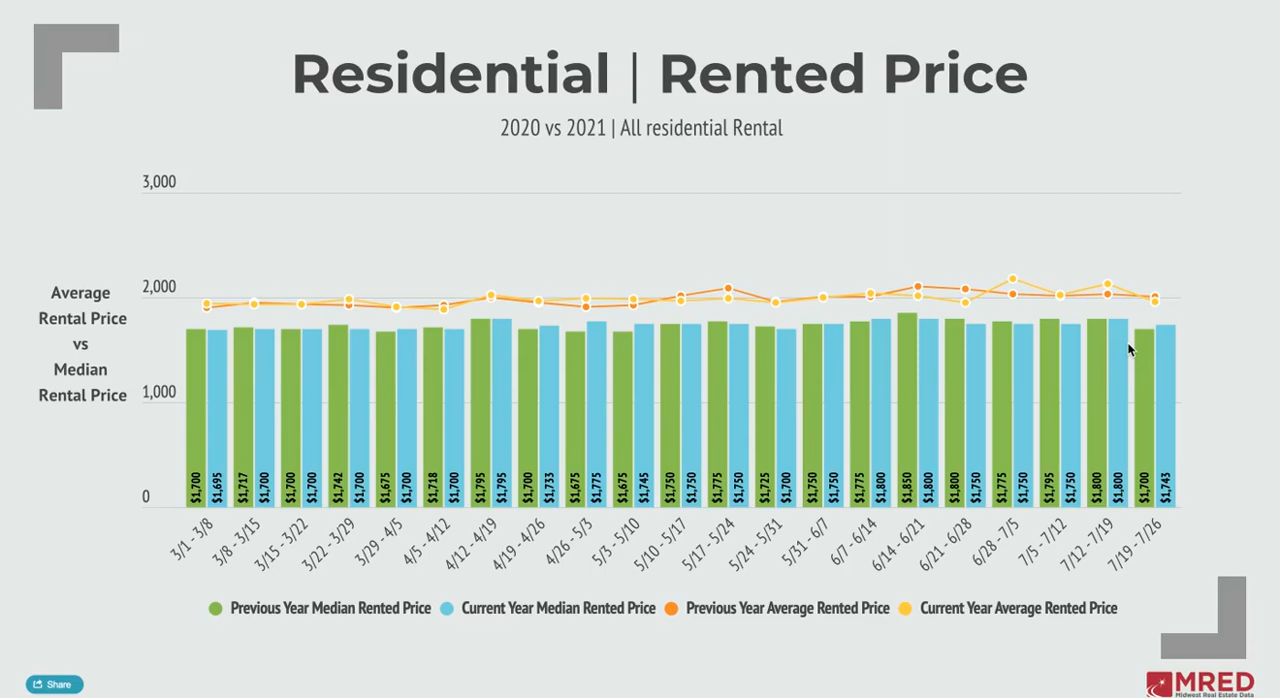 Residential | Rented Price
2020 vs 2021 | All residential Rental
3,000
2,000
1,000
0
Average
Rental Price
vs
Median
Rental Price
$1,700 $1,695 $1,717 $1,700 $1,700 $1,700 $1,742 $1,700 $1,675 $1,700 $1,718 $1,700 $1,795 $1,795 $1,700 $1,733 $1,675 $1,775 $1,675 $1,745 $1,750 $1,750 $1,775 $1,750 $1,725 $1,700 $1,750 $1,750 $1,775 $1,800 $1,850 $1,800 $1,800 $1,750 $1,775 $1,750 $1,795 $1,750 $1,800 $1,800 $1,700 $1,743
3/1 - 3/8 3/8 - 3/15 3/15 - 3/22 3/22 - 3/29 3/29 - 4/5 4/5 - 4/12 4/12 - 4/19 4/19 - 4/26 4/26 - 5/3 5/3 - 5/10 5/10 - 5/17 5/17 - 5/24 5/24 - 5/31 5/31 - 6/7 6/7 - 6/14 6/14 - 6/21 6/21 - 6/28 6/28 - 7/5 7/5 - 7/12 7/12 - 7/19 7/19 - 7/26
Previous Year Median Rented Price Current Year Median Rented Price Previous Year Average Rented Price Current Year Average Rented Price
Share
MRED
Midwest Real Estate Data